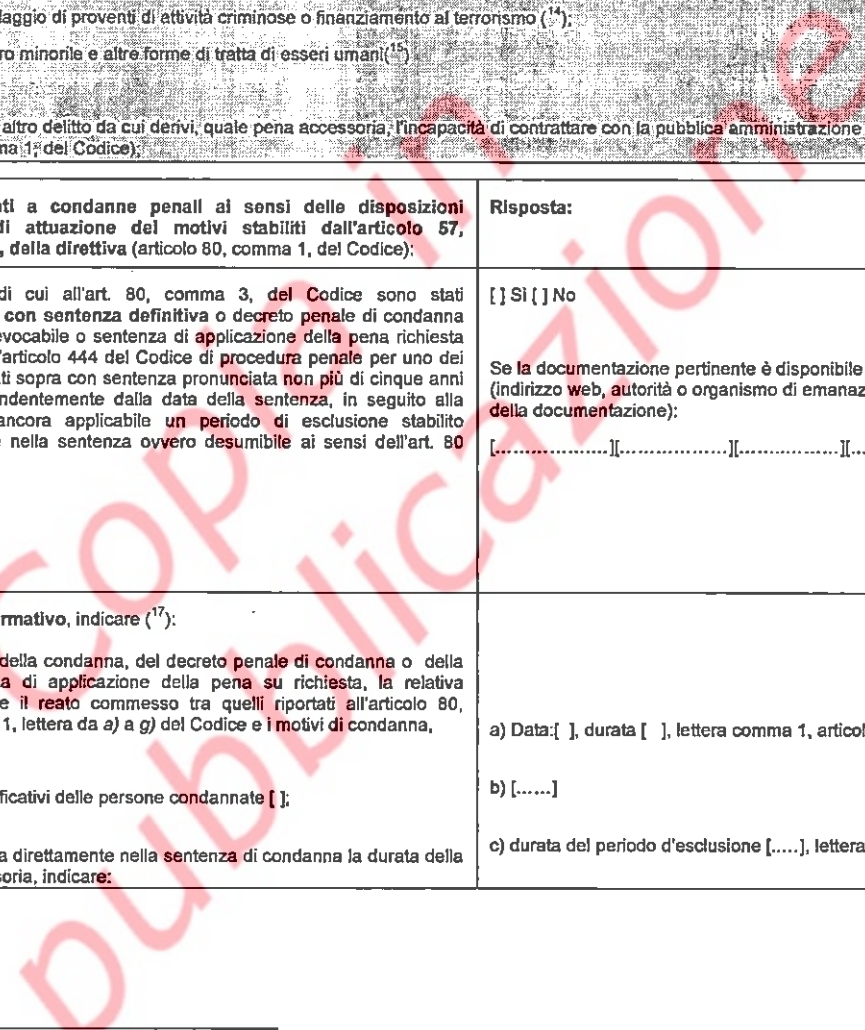 laggio di proventi di attività criminose o finanziamento al terrorismo (14);
ro minorile e altre forme di tratta di esseri umani(15)
altro delitto da cui derivi, quale pena accessoria, l'incapacità di contrattare con la pubblica amministrazione
ma 1, del Codice);
ati a condanne penali ai sensi delle disposizioni
di attuazione dei motivi stabiliti dall'articolo 57,
, della direttiva (articolo 80, comma 1, del Codice):
Risposta:
di cui all'art. 80, comma 3, del Codice sono stati
con sentenza definitiva o decreto penale di condanna
evocabile o sentenza di applicazione della pena richiesta
'articolo 444 del Codice di procedura penale per uno dei
ti sopra con sentenza pronunciata non più di cinque anni
ndentemente dalla data della sentenza, in seguito alla
ancora applicabile un periodo di esclusione stabilito
nella sentenza ovvero desumibile ai sensi dell'art. 80
[ ] Sì [ ] No
Se la documentazione pertinente è disponibile
(indirizzo web, autorità o organismo di emanaz
della documentazione):
[…………….…][………………][……..………][…
rmativo, indicare (17):
della condanna, del decreto penale di condanna o della
a di applicazione della pena su richiesta, la relativa
e il reato commesso tra quelli riportati all'articolo 80,
1, lettera da a) a g) del Codice e i motivi di condanna,
ficativi delle persone condannate [ ];
a direttamente nella sentenza di condanna la durata della
soria, indicare:
a) Data:[ ], durata [ ], lettera comma 1, articol
b) [……]
c) durata del periodo d'esclusione [.....], lettera
Copia in
pubblicazione